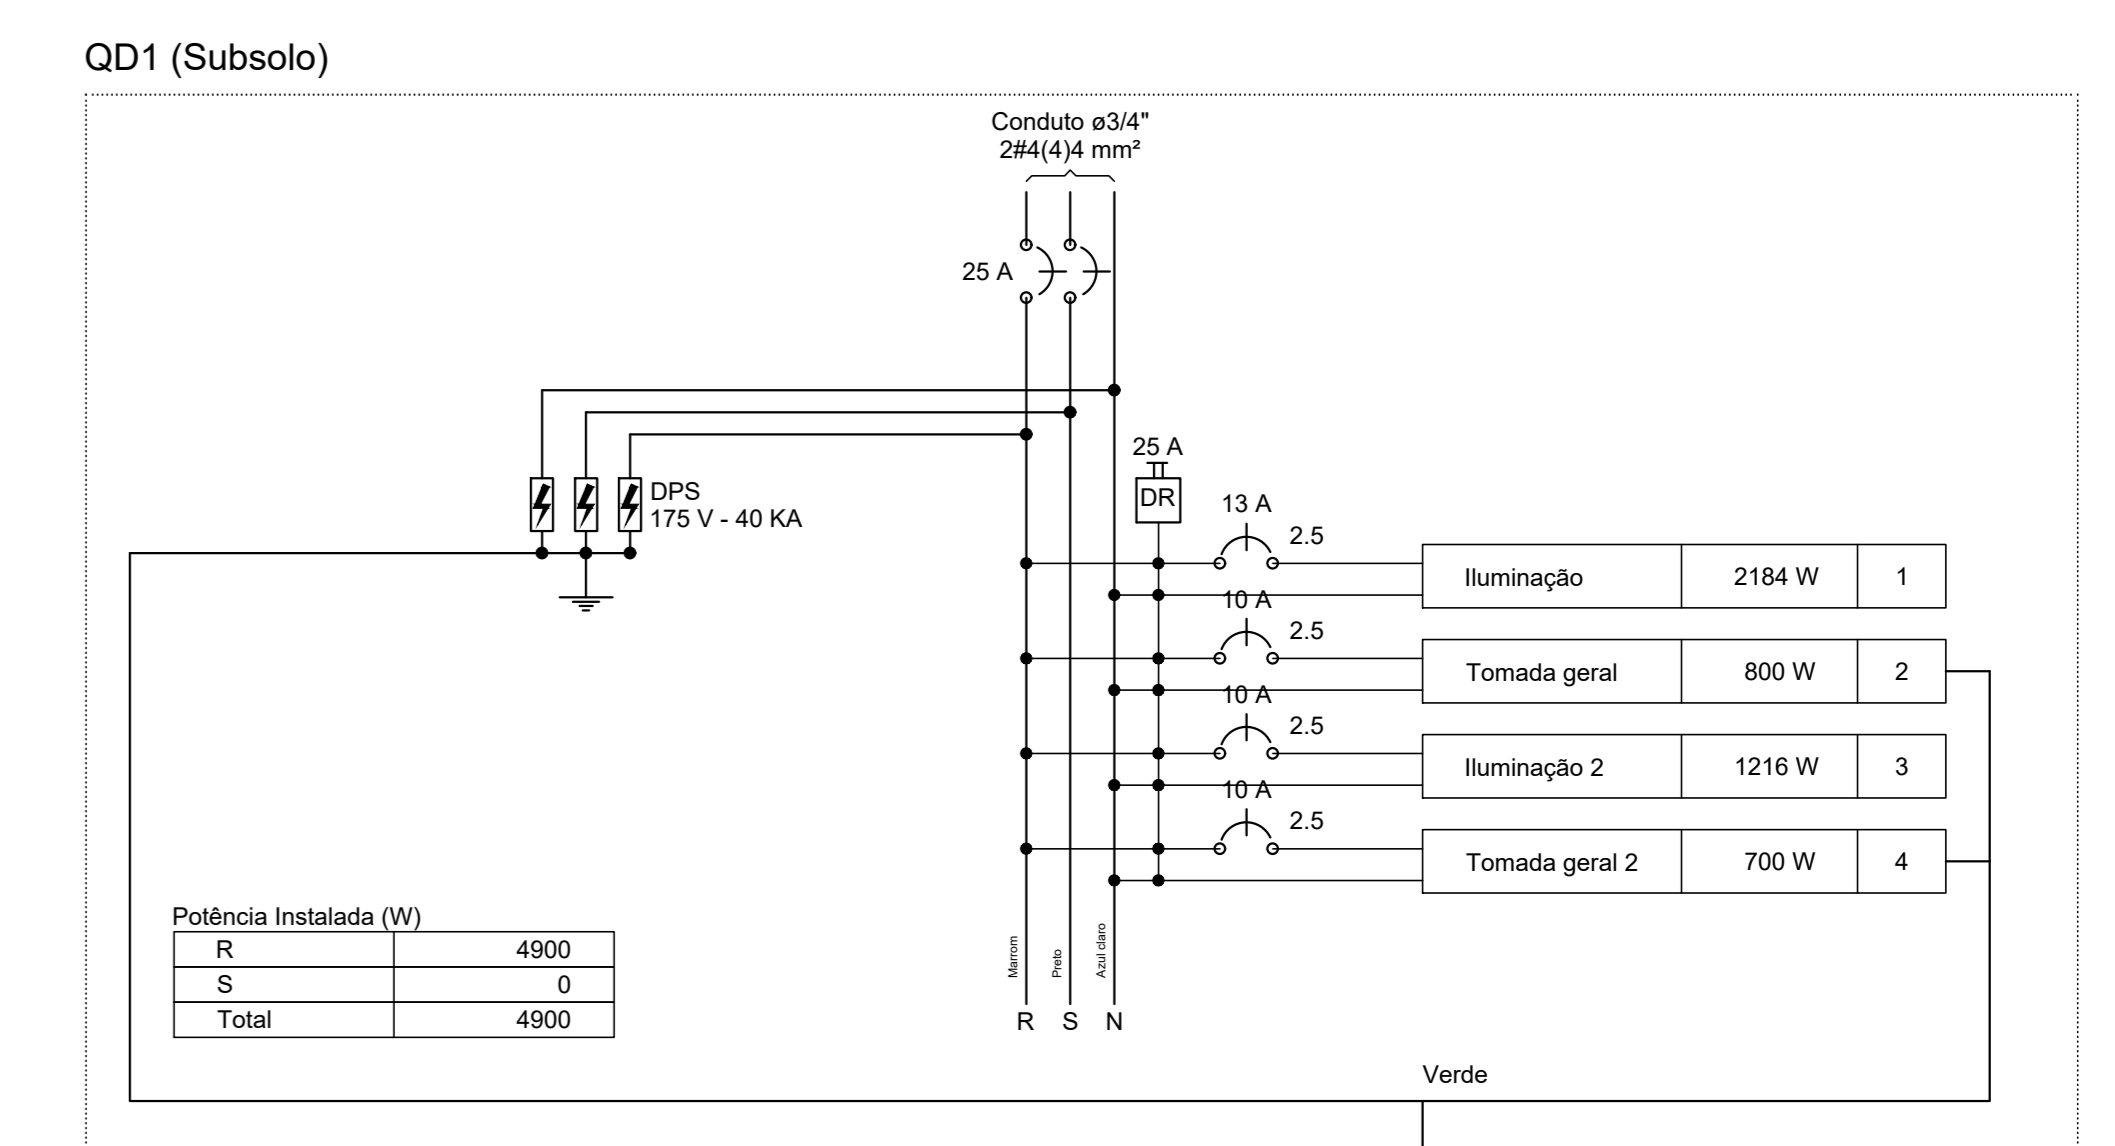 QD1 (Subsolo)
Conduto ø3/4"
2#4(4)4 mm²
25 A
25 A
DR
DPS
175 V - 40 KA
13 A
2.5
Iluminação 2184 W 1
10 A
2.5
Tomada geral 800 W 2
10 A
2.5
Iluminação 2 1216 W 3
10 A
2.5
Tomada geral 2 700 W 4
Potência Instalada (W)
R 4900
S 0
Total 4900
Marrom
Preto
Azul claro
R S N
Verde